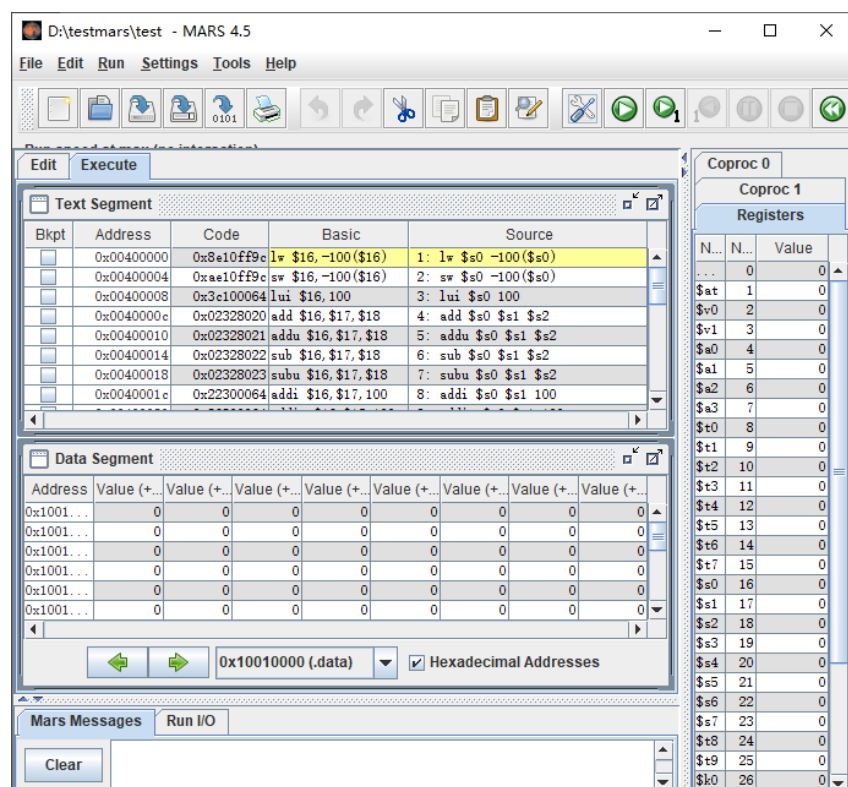 D:\testmars\test - MARS 4.5
File Edit Run Settings Tools Help
Edit Execute
Coproc 0
Coproc 1
Registers
Text Segment
Bkpt Address Code Basic Source
0x00400000 0x8e10ff9c lw $16,-100($16) 1: lw $s0 -100($s0)
0x00400004 0xae10ff9c sw $16,-100($16) 2: sw $s0 -100($s0)
0x00400008 0x3c100064 lui $16,100 3: lui $s0 100
0x0040000c 0x02328020 add $16,$17,$18 4: add $s0 $s1 $s2
0x00400010 0x02328021 addu $16,$17,$18 5: addu $s0 $s1 $s2
0x00400014 0x02328022 sub $16,$17,$18 6: sub $s0 $s1 $s2
0x00400018 0x02328023 subu $16,$17,$18 7: subu $s0 $s1 $s2
0x0040001c 0x22300064 addi $16,$17,100 8: addi $s0 $s1 100
Data Segment
Address Value (+... Value (+... Value (+... Value (+... Value (+... Value (+... Value (+... Value (+...
0x1001... 0 0 0 0 0 0 0 0
0x1001... 0 0 0 0 0 0 0 0
0x1001... 0 0 0 0 0 0 0 0
0x1001... 0 0 0 0 0 0 0 0
0x1001... 0 0 0 0 0 0 0 0
0x1001... 0 0 0 0 0 0 0 0
0x10010000 (.data) Hexadecimal Addresses
Mars Messages Run I/O
Clear
N... N... Value
... 0 0
$at 1 0
$v0 2 0
$v1 3 0
$a0 4 0
$a1 5 0
$a2 6 0
$a3 7 0
$t0 8 0
$t1 9 0
$t2 10 0
$t3 11 0
$t4 12 0
$t5 13 0
$t6 14 0
$t7 15 0
$s0 16 0
$s1 17 0
$s2 18 0
$s3 19 0
$s4 20 0
$s5 21 0
$s6 22 0
$s7 23 0
$t8 24 0
$t9 25 0
$k0 26 0